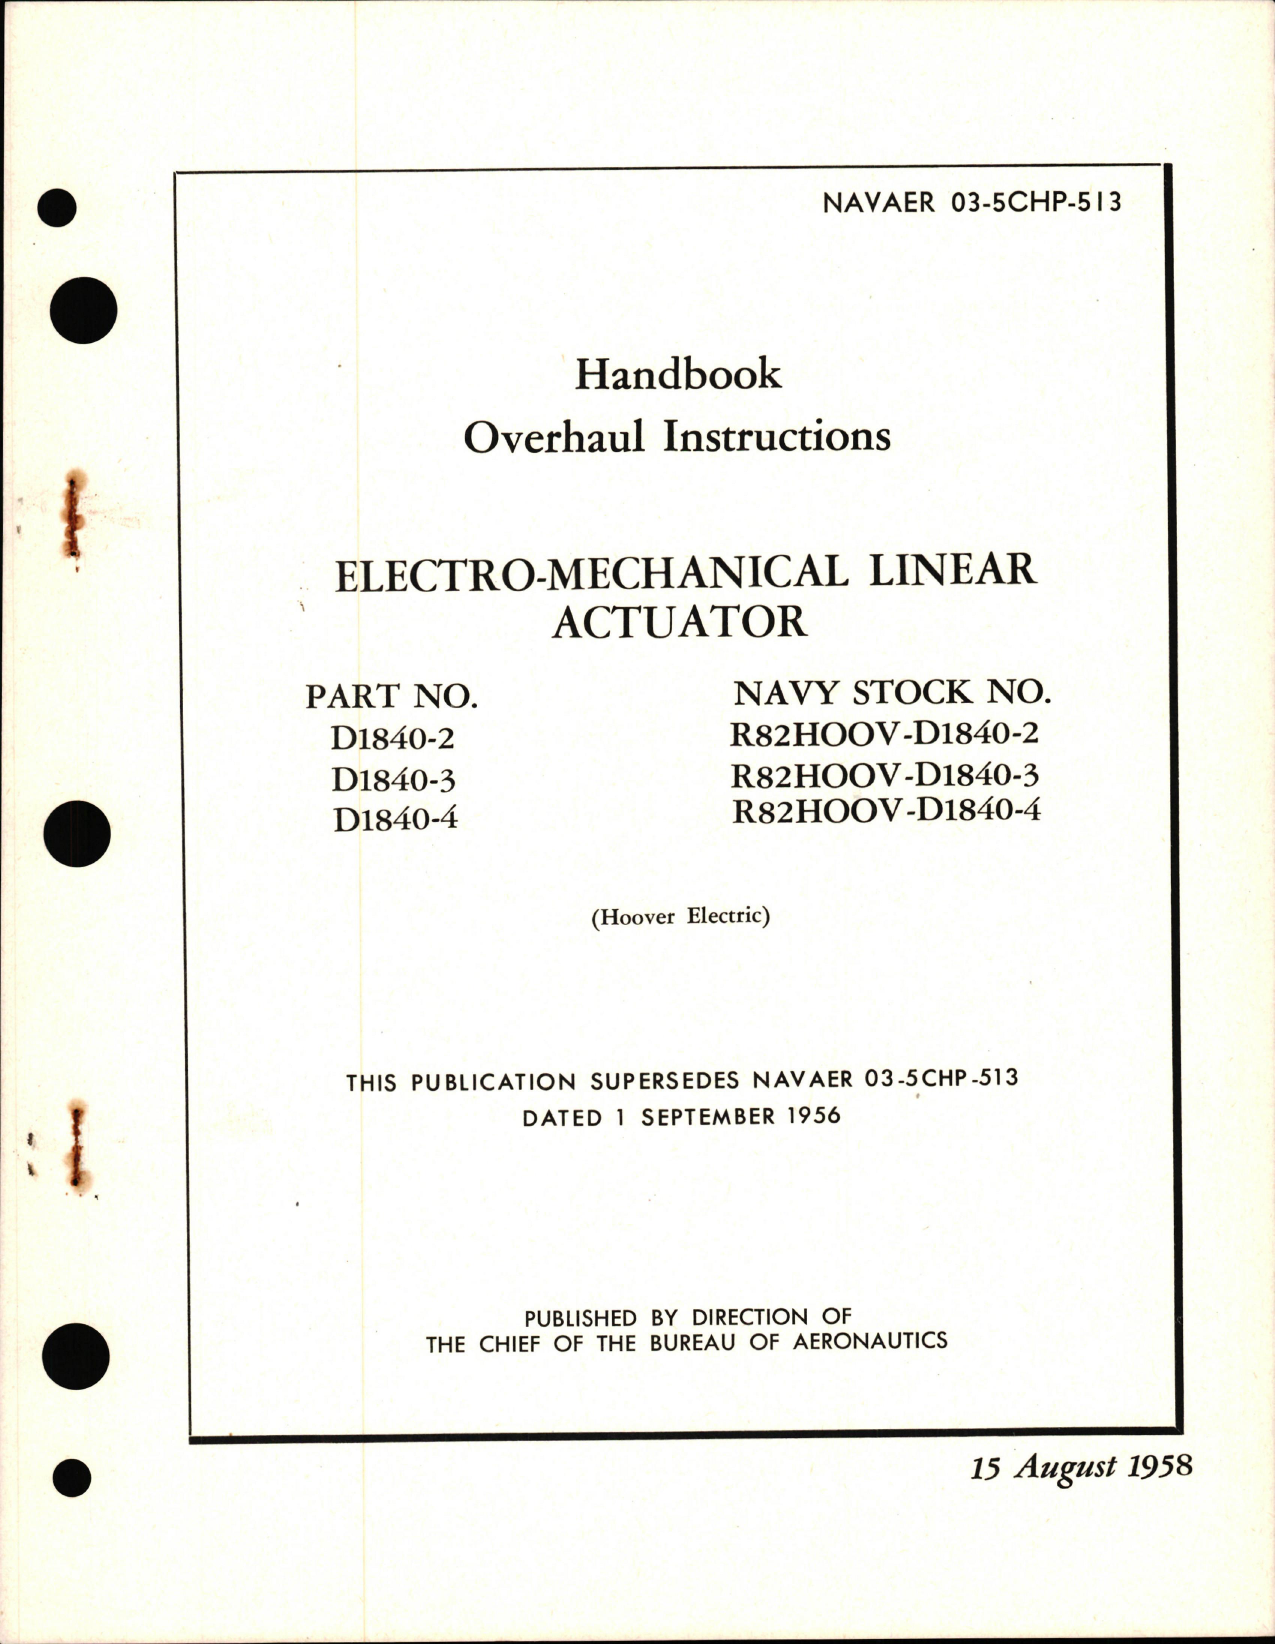 NAVAER 03-5CHP-513
Handbook
Overhaul Instructions
ELECTRO-MECHANICAL LINEAR
ACTUATOR
PART NO. NAVY STOCK NO.
D1840-2 R82HOOV-D1840-2
D1840-3 R82HOOV-D1840-3
D1840-4 R82HOOV-D1840-4
(Hoover Electric)
THIS PUBLICATION SUPERSEDES NAVAER 03-5CHP-513
DATED 1 SEPTEMBER 1956
PUBLISHED BY DIRECTION OF
THE CHIEF OF THE BUREAU OF AERONAUTICS
15 August 1958